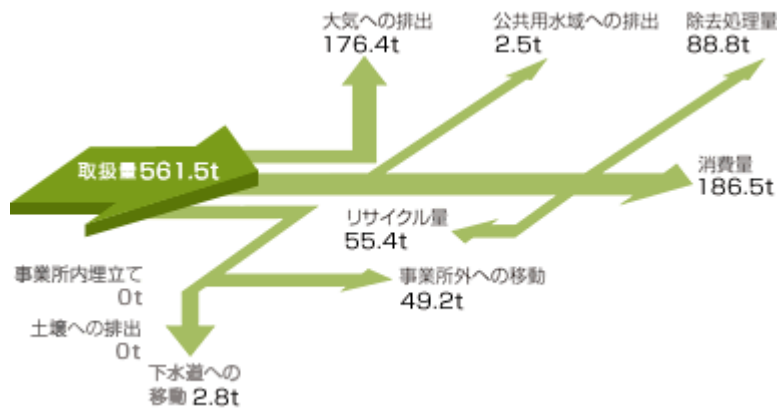 大気への排出
176.4t
公共用水域への排出
2.5t
除去処理量
88.8t
取扱量561.5t
消費量
186.5t
リサイクル量
55.4t
事業所内埋立て
0t
事業所外への移動
49.2t
土壌への排出
0t
下水道への
移動 2.8t